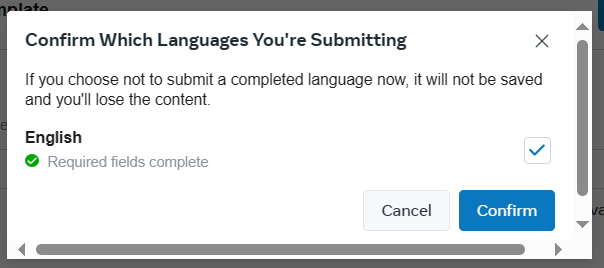 mplate
Confirm Which Languages You're Submitting
If you choose not to submit a completed language now, it will not be saved
and you'll lose the content.
English
Required fields complete
Cancel
Confirm